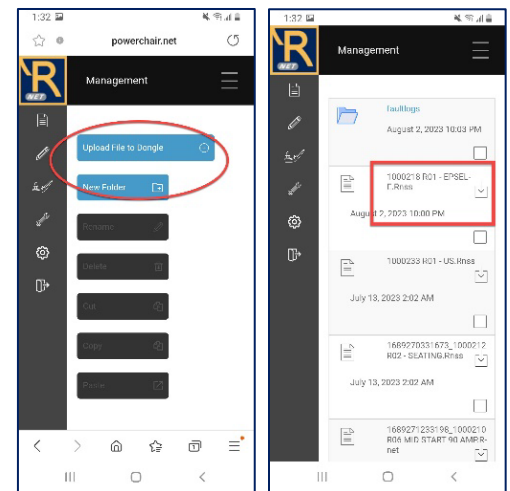 1:32
powerchair.net
R
NET
Management
Upload File to Dongle
New Folder
Rename
Delete
Cut
Copy
Paste
1
1:32
R
NET
Management
faultlogs
August 2, 2023 10:03 PM
1000218 R01 - EPSEL-
F.Rnss
August 2, 2023 10:00 PM
1000233 R01 - US.Rnss
July 13, 2023 2:02 AM
1689270331673_1000212
R02 - SEATING.Rnss
July 13, 2023 2:02 AM
1689271233198_1000210
R06 MID START 90 AMP.R-
net